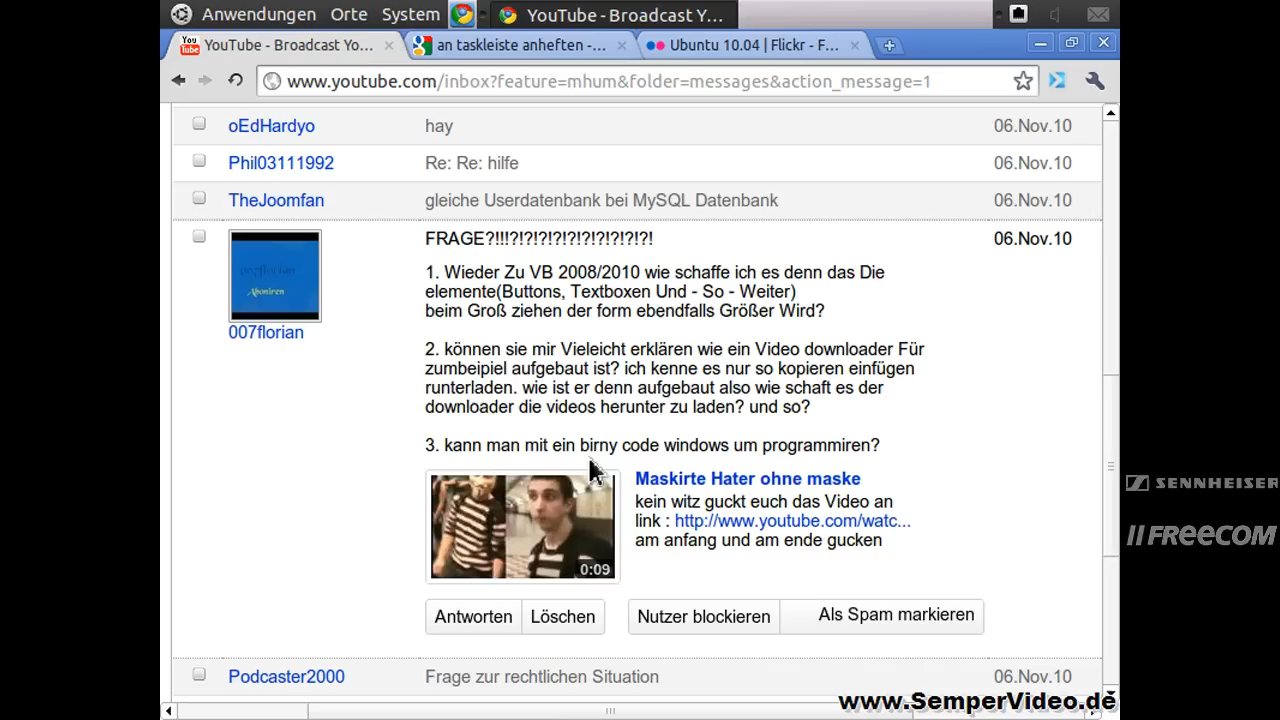 Anwendungen Orte System YouTube - Broadcast Y...
You Tube YouTube - Broadcast Yo... an taskleiste anheften -... Ubuntu 10.04 | Flickr - F...
www.youtube.com/inbox?feature=mhum&folder=messages&action_message=1
oEdHardyo hay 06.Nov.10
Phil03111992 Re: Re: hilfe 06.Nov.10
TheJoomfan gleiche Userdatenbank bei MySQL Datenbank 06.Nov.10
FRAGE?!!!?!?!?!?!?!?!?!?!?!?! 06.Nov.10
007florian
Aboniren
007florian
1. Wieder Zu VB 2008/2010 wie schaffe ich es denn das Die
elemente(Buttons, Textboxen Und - So - Weiter)
beim Groß ziehen der form ebendfalls Größer Wird?
2. können sie mir Vieleicht erklären wie ein Video downloader Für
zumbeipiel aufgebaut ist? ich kenne es nur so kopieren einfügen
runterladen. wie ist er denn aufgebaut also wie schaft es der
downloader die videos herunter zu laden? und so?
3. kann man mit ein birny code windows um programmiren?
Maskirte Hater ohne maske
kein witz guckt euch das Video an
link : http://www.youtube.com/watc...
am anfang und am ende gucken
0:09
Antworten Löschen Nutzer blockieren Als Spam markieren
Podcaster2000 Frage zur rechtlichen Situation 06.Nov.10
SENNHEISER
FREECOM
www.SemperVideo.de